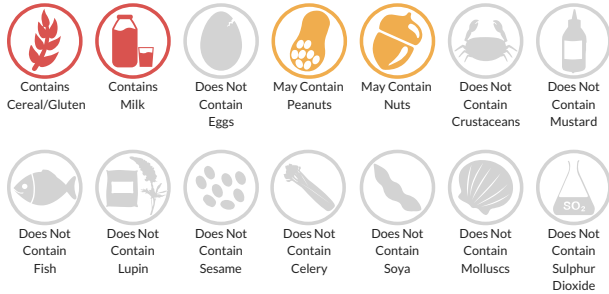 Contains
Cereal/Gluten
Contains
Milk
Does Not
Contain
Eggs
May Contain
Peanuts
May Contain
Nuts
Does Not
Contain
Crustaceans
Does Not
Contain
Mustard
Does Not
Contain
Fish
Does Not
Contain
Lupin
Does Not
Contain
Sesame
Does Not
Contain
Celery
Does Not
Contain
Soya
Does Not
Contain
Molluscs
SO₂
Does Not
Contain
Sulphur
Dioxide